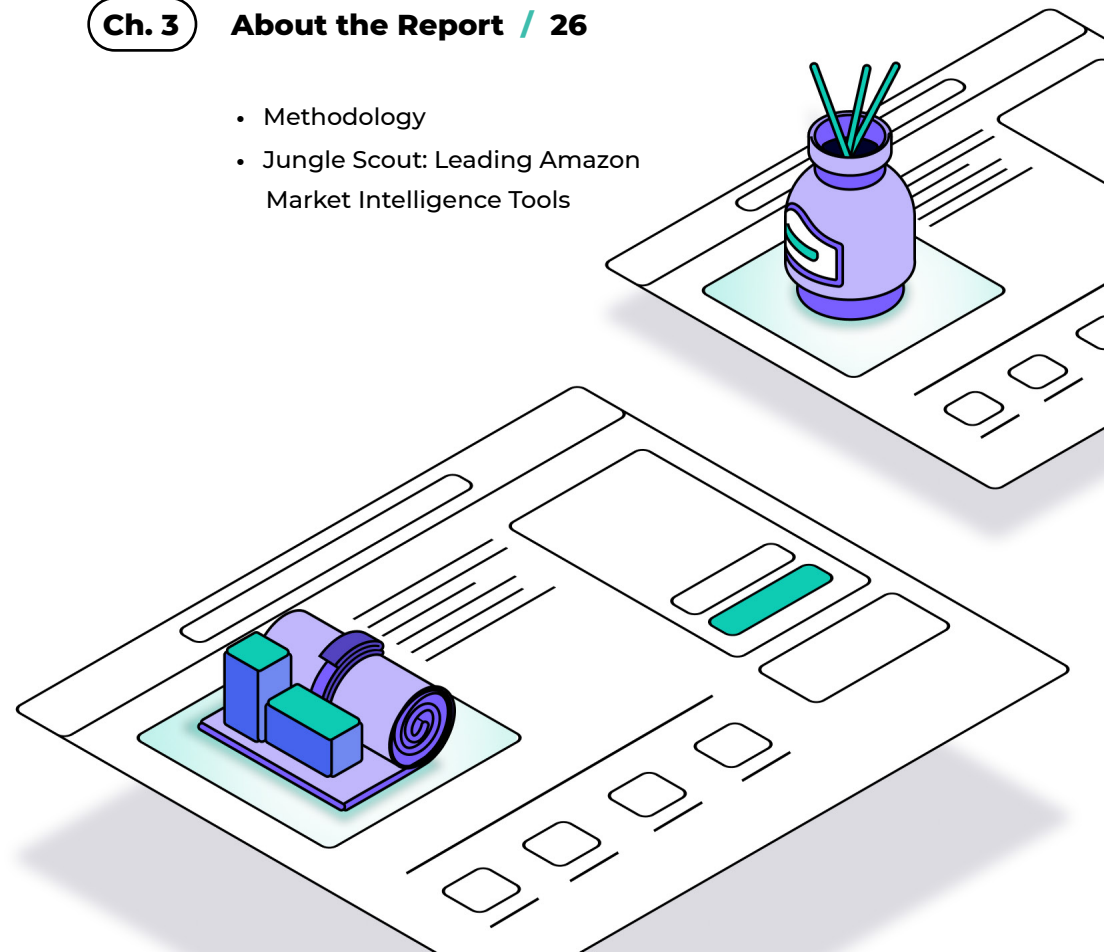 Ch. 3 About the Report / 26
• Methodology
• Jungle Scout: Leading Amazon
Market Intelligence Tools